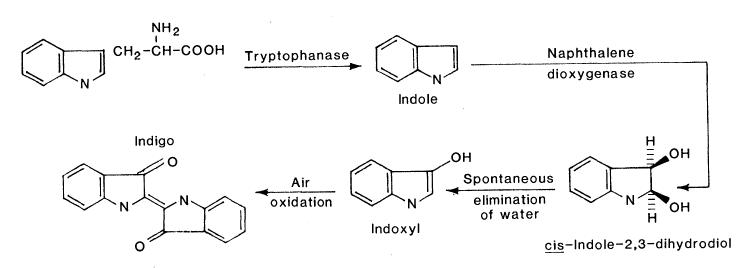 NH2
CH2-CH-COOH
N
Tryptophanase
N
Indole
Naphthalene
dioxygenase
H
OH
N
OH
H
cis-Indole-2,3-dihydrodiol
Spontaneous
elimination
of water
OH
N
Indoxyl
Air
oxidation
Indigo
O
N
N
O